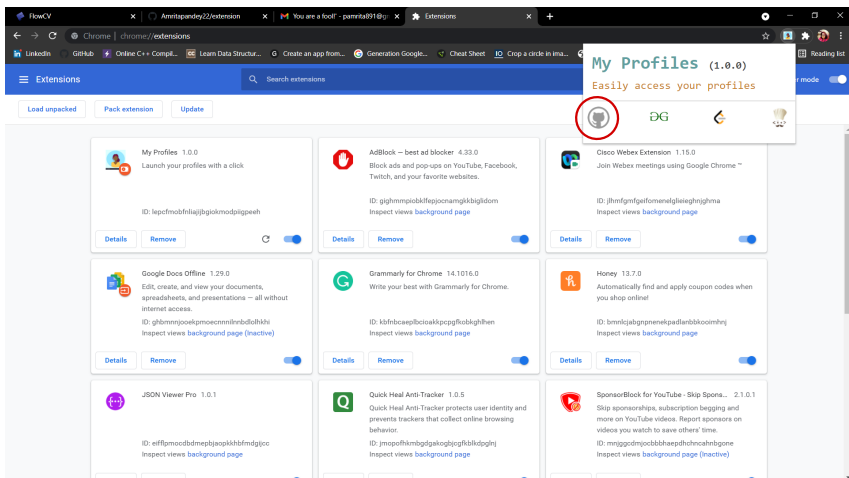 FlowCV
Amritapandey22/extension
You are a fool!' - pamrita891@gr
Extensions
Chrome | chrome://extensions
LinkedIn
GitHub
Online C++ Compil...
Learn Data Structur...
Create an app from...
Generation Google...
Cheat Sheet
Crop a circle in ima...
Reading list
My Profiles (1.0.0)
Easily access your profiles
Extensions
Search extensions
r mode
Load unpacked
Pack extension
Update
My Profiles 1.0.0
Launch your profiles with a click
ID: lepcfmobfnliajijbgiokmodpligpeeh
Details
Remove
AdBlock — best ad blocker 4.33.0
Block ads and pop-ups on YouTube, Facebook,
Twitch, and your favorite websites.
ID: gighmmpiobklfepjocnamgkkbiglidom
Inspect views background page
Details
Remove
Cisco Webex Extension 1.15.0
Join Webex meetings using Google Chrome ™
ID: jlhmfgmfgeifomenelglieieghnjghma
Inspect views background page
Details
Remove
Google Docs Offline 1.29.0
Edit, create, and view your documents,
spreadsheets, and presentations — all without
internet access.
ID: ghbmnnjooekpmoecnnnilnnbdlolhkhi
Inspect views background page (Inactive)
Details
Remove
Grammarly for Chrome 14.1016.0
Write your best with Grammarly for Chrome.
ID: kbfnbcaeplbcioakkpcpgfkobkghlhen
Inspect views background page
Details
Remove
Honey 13.7.0
Automatically find and apply coupon codes when
you shop online!
ID: bmnlcjabgnpnenekpadlanbbkooimhnj
Inspect views background page
Details
Remove
JSON Viewer Pro 1.0.1
ID: eifflpmocdbdmepbjaopkkhbfmdgijcc
Inspect views background page
Quick Heal Anti-Tracker 1.0.5
Quick Heal Anti-Tracker protects user identity and
prevents trackers that collect online browsing
behavior.
ID: jmopofhkmbgdgakogbjcgfkblkdpglnj
Inspect views background page
SponsorBlock for YouTube - Skip Spons... 2.1.0.1
Skip sponsorships, subscription begging and
more on YouTube videos. Report sponsors on
videos you watch to save others' time.
ID: mnjggcdmjocbbbhaepdhchncahnbgone
Inspect views background page (Inactive)